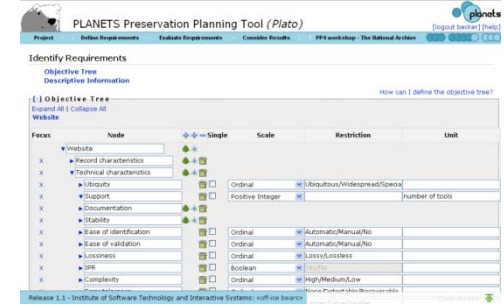 planets
PLANETS Preservation Planning Tool (Plato)
[logout becker] [help]
Project Define Requirements Evaluate Requirements Consider Results PP4 workshop - The National Archive
Identify Requirements
Objective Tree
Descriptive Information
How can I define the objective tree?
[-] Objective Tree
Expand All | Collapse All
Website
Focus Node Single Scale Restriction Unit
Website
X Record characteristics
X Technical characteristics
X Ubiquity Ordinal Ubiquitous/Widespread/Specia
X Support Positive Integer number of tools
X Documentation
X Stability
X Ease of identification Ordinal Automatic/Manual/No
X Ease of validation Ordinal Automatic/Manual/No
X Lossiness Ordinal Lossy/Lossless
X IPR Boolean Yes/No
X Complexity Ordinal High/Medium/Low
Release 1.1 - Institute of Software Technology and Interactive Systems: <off-ice bears>